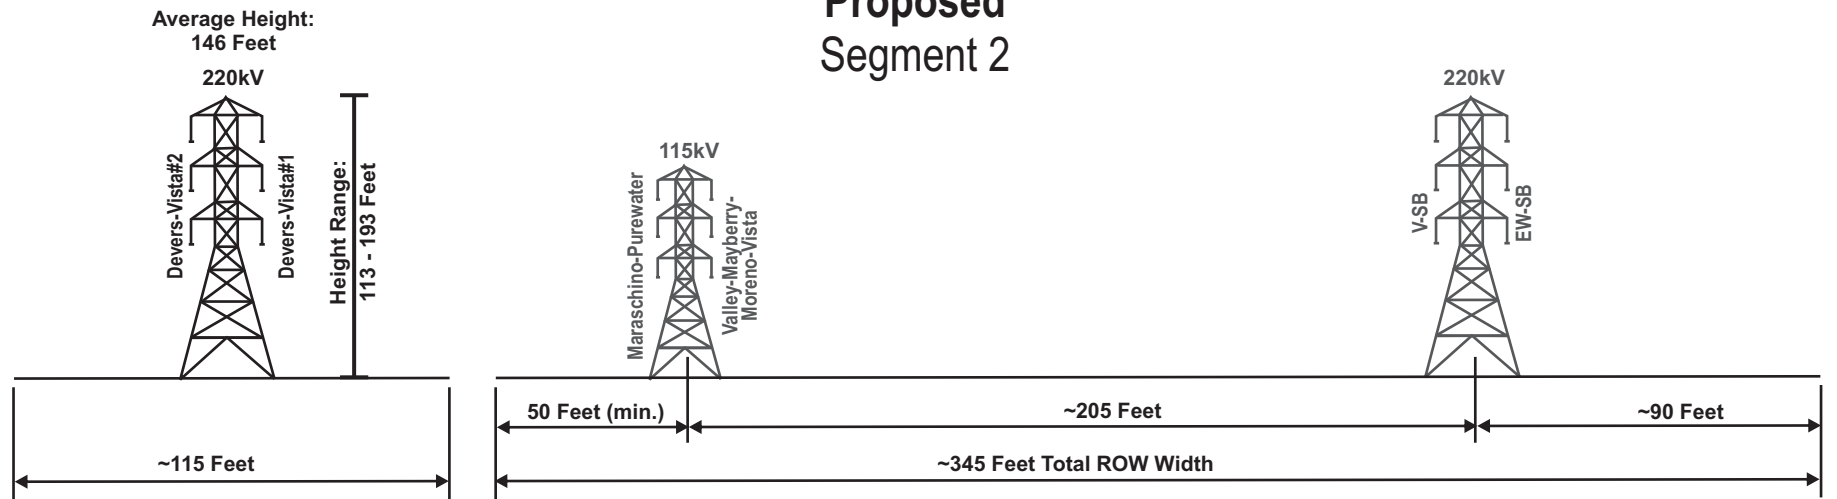 Proposed
Segment 2
Average Height:
146 Feet
220kV
Devers-Vista#2
Devers-Vista#1
Height Range:
113 - 193 Feet
115kV
Maraschino-Purewater
Valley-Mayberry-
Moreno-Vista
220kV
V-SB
EW-SB
50 Feet (min.)
~205 Feet
~90 Feet
~115 Feet
~345 Feet Total ROW Width